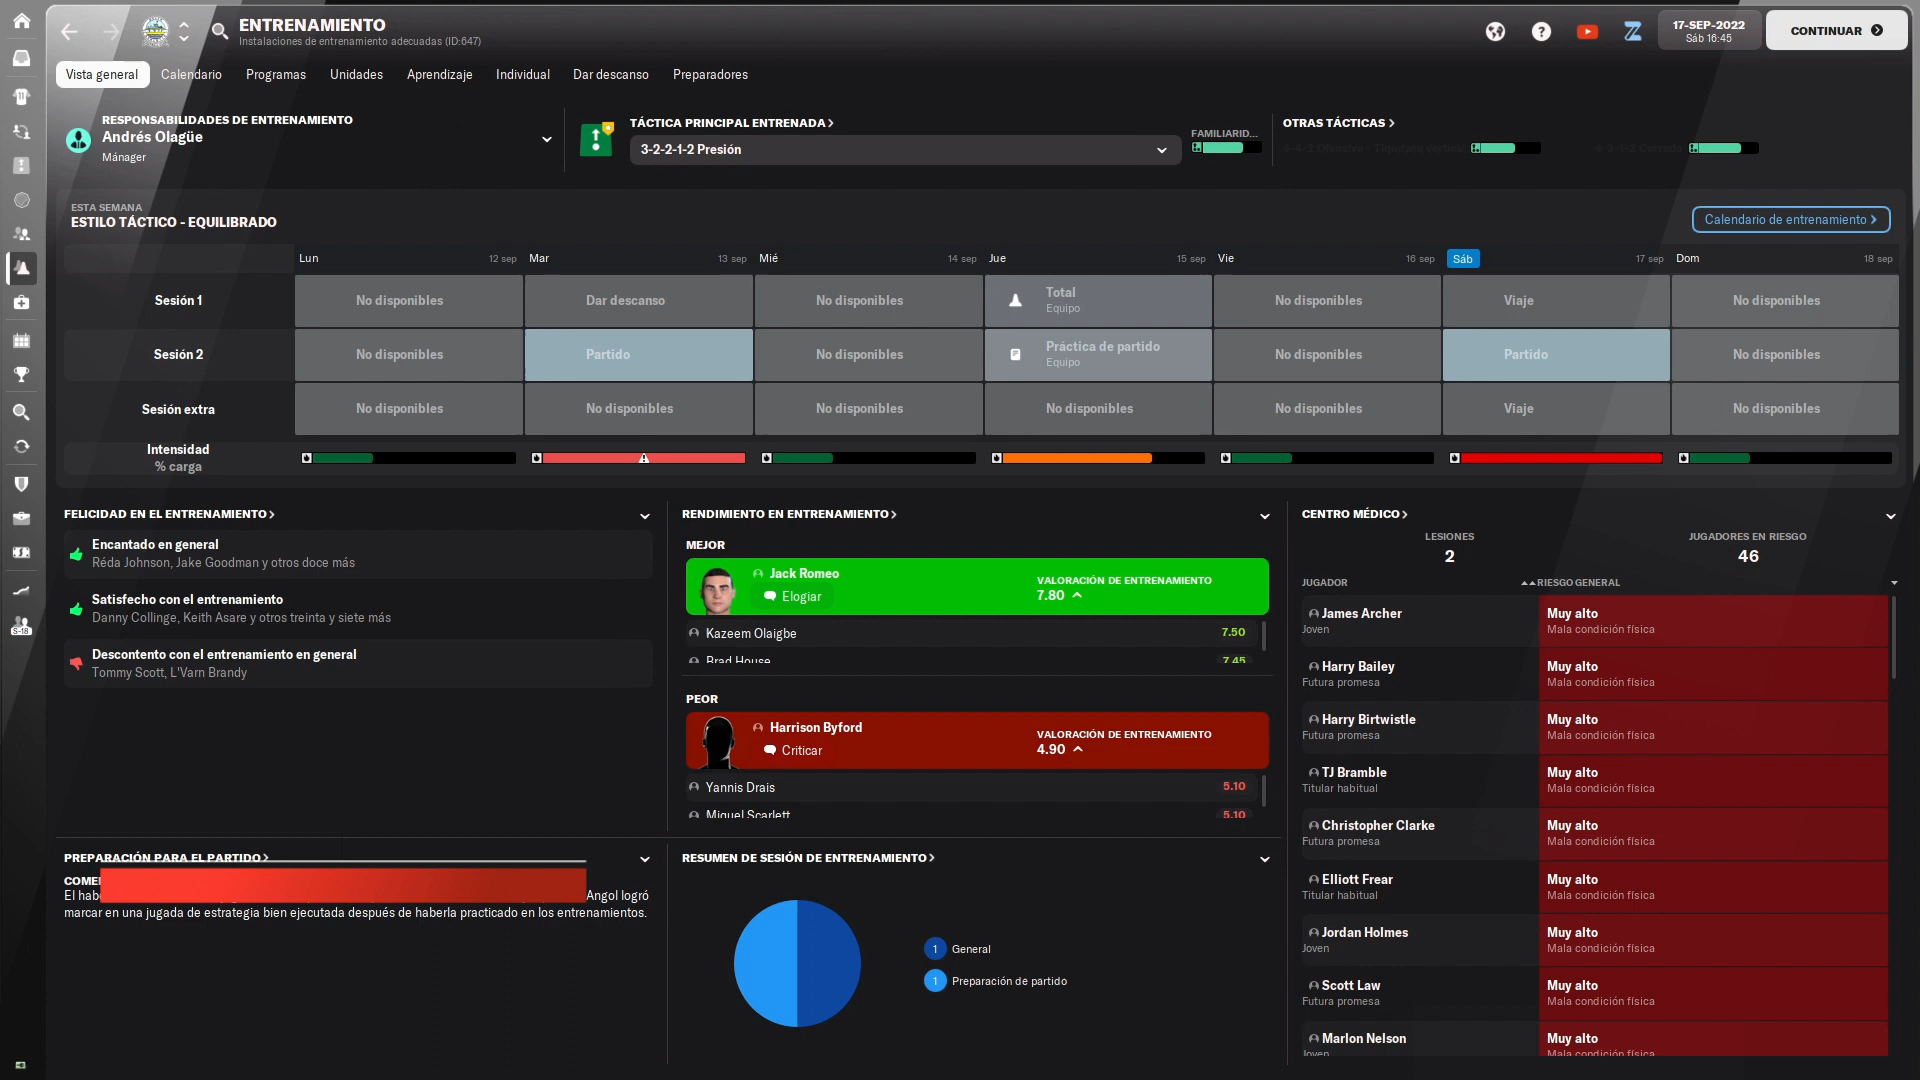 ENTRENAMIENTO
Instalaciones de entrenamiento adecuadas (ID:647)
17-SEP-2022
Sáb 16:45
CONTINUAR
Vista general
Calendario
Programas
Unidades
Aprendizaje
Individual
Dar descanso
Preparadores
RESPONSABILIDADES DE ENTRENAMIENTO
Andrés Olagüe
Mánager
TÁCTICA PRINCIPAL ENTRENADA
3-2-2-1-2 Presión
FAMILIARID...
OTRAS TÁCTICAS
ESTA SEMANA
ESTILO TÁCTICO - EQUILIBRADO
Calendario de entrenamiento
Lun 12 sep Mar 13 sep Mié 14 sep Jue 15 sep Vie 16 sep Sáb 17 sep Dom 18 sep
Sesión 1
No disponibles
Dar descanso
No disponibles
Total
Equipo
No disponibles
Viaje
No disponibles
Sesión 2
No disponibles
Partido
No disponibles
Práctica de partido
Equipo
No disponibles
Partido
No disponibles
Sesión extra
No disponibles
No disponibles
No disponibles
No disponibles
No disponibles
Viaje
No disponibles
Intensidad
% carga
FELICIDAD EN EL ENTRENAMIENTO
Encantado en general
Réda Johnson, Jake Goodman y otros doce más
Satisfecho con el entrenamiento
Danny Collinge, Keith Asare y otros treinta y siete más
Descontento con el entrenamiento en general
Tommy Scott, L'Varn Brandy
RENDIMIENTO EN ENTRENAMIENTO
MEJOR
Jack Romeo
Elogiar
VALORACIÓN DE ENTRENAMIENTO
7.80
Kazeem Olaigbe 7.50
Brad House 7.45
PEOR
Harrison Byford
Criticar
VALORACIÓN DE ENTRENAMIENTO
4.90
Yannis Drais 5.10
Miguel Scarlett 5.10
CENTRO MÉDICO
LESIONES
2
JUGADORES EN RIESGO
46
JUGADOR
RIESGO GENERAL
James Archer
Joven
Muy alto
Mala condición física
Harry Bailey
Futura promesa
Muy alto
Mala condición física
Harry Birtwistle
Futura promesa
Muy alto
Mala condición física
TJ Bramble
Titular habitual
Muy alto
Mala condición física
Christopher Clarke
Futura promesa
Muy alto
Mala condición física
Elliott Frear
Titular habitual
Muy alto
Mala condición física
Jordan Holmes
Joven
Muy alto
Mala condición física
Scott Law
Futura promesa
Muy alto
Mala condición física
Marlon Nelson
Joven
Muy alto
Mala condición física
PREPARACIÓN PARA EL PARTIDO
El
Angol logró
marcar en una jugada de estrategia bien ejecutada después de haberla practicado en los entrenamientos.
RESUMEN DE SESIÓN DE ENTRENAMIENTO
1 General
1 Preparación de partido
S-18